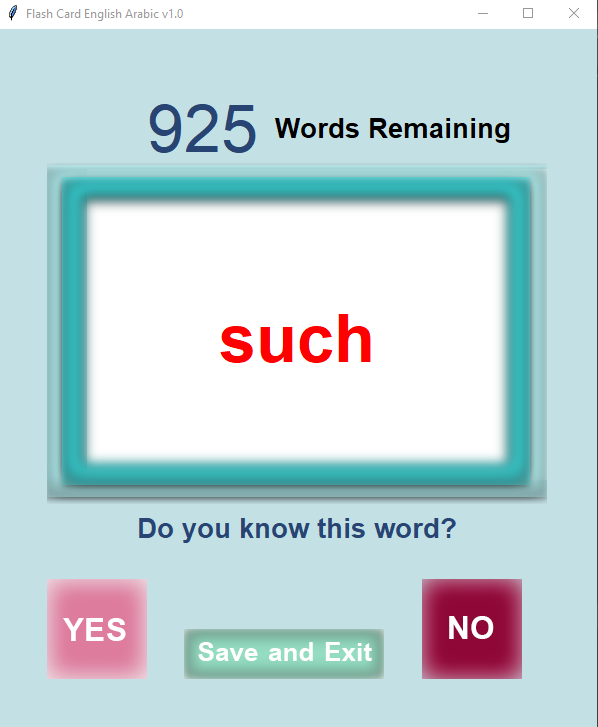 Flash Card English Arabic v1.0
925 Words Remaining
such
Do you know this word?
YES
Save and Exit
NO